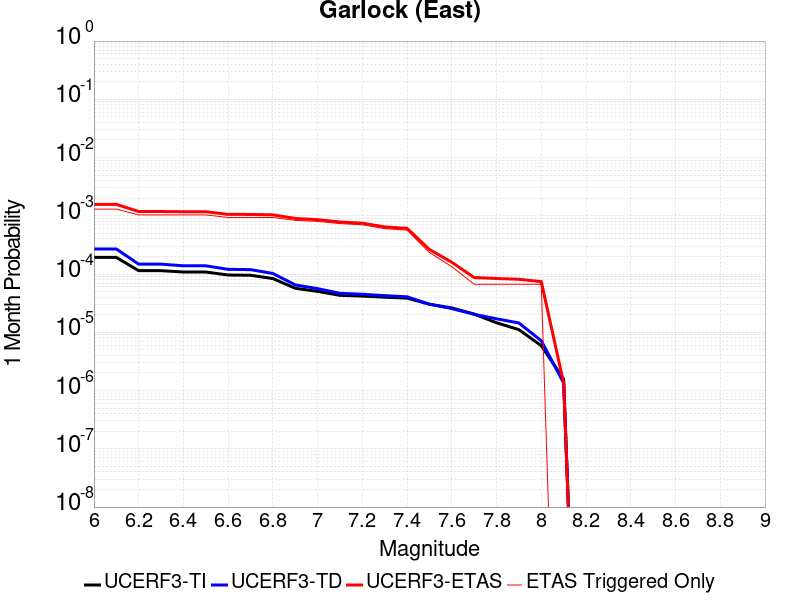 Garlock (East)
1 Month Probability
10^0
10^-1
10^-2
10^-3
10^-4
10^-5
10^-6
10^-7
10^-8
6 6.2 6.4 6.6 6.8 7 7.2 7.4 7.6 7.8 8 8.2 8.4 8.6 8.8 9
Magnitude
UCERF3-TI UCERF3-TD UCERF3-ETAS ETAS Triggered Only